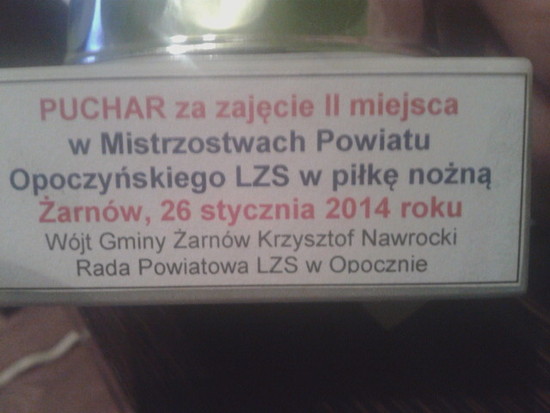 PUCHAR za zajęcie II miejsca
w Mistrzostwach Powiatu
Opoczyńskiego LZS w piłkę nożną
Żarnów, 26 stycznia 2014 roku
Wójt Gminy Żarnów Krzysztof Nawrocki
Rada Powiatowa LZS w Opocznie